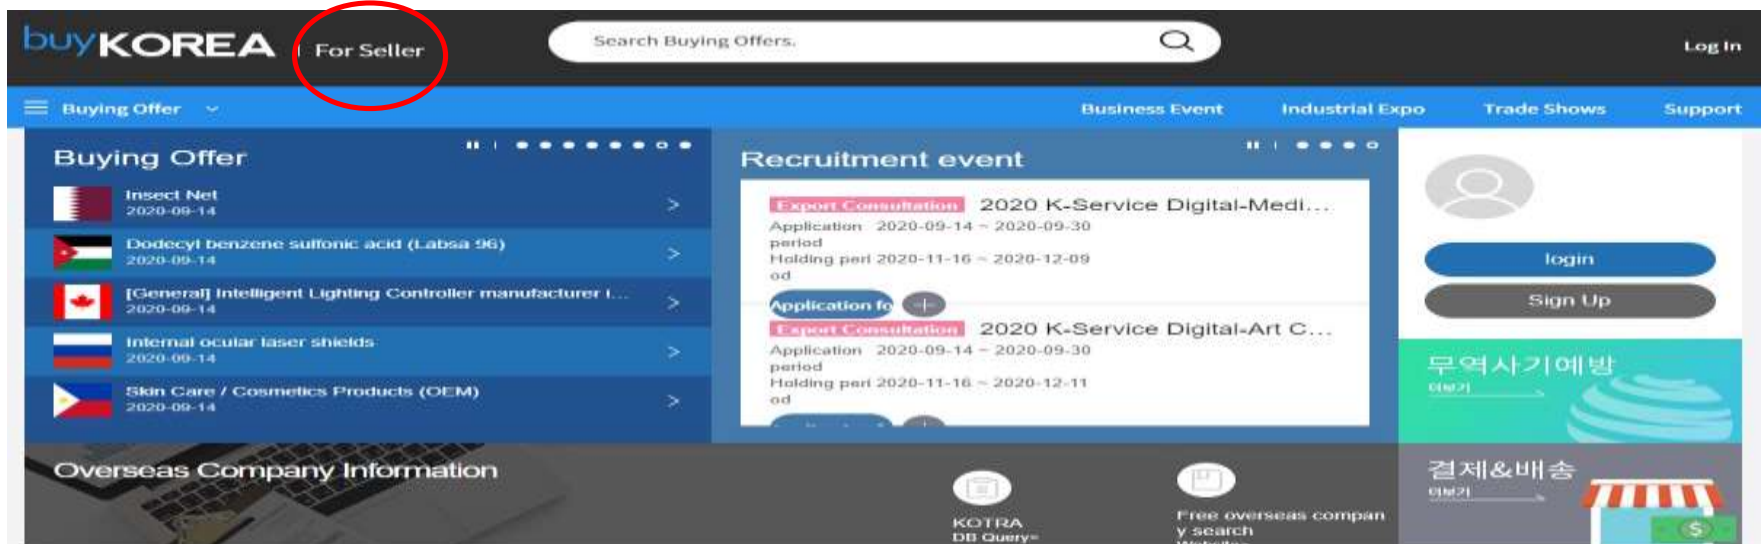 buyKOREA
For Seller
Search Buying Offers.
Log In
Buying Offer
Business Event
Industrial Expo
Trade Shows
Support
Buying Offer
Insect Net
2020-09-14
Dodecyl benzene sulfonic acid (Labsa 96)
2020-09-14
[General] Intelligent Lighting Controller manufacturer i...
2020-09-14
Internal ocular laser shields
2020-09-14
Skin Care / Cosmetics Products (OEM)
2020-09-14
Recruitment event
Export Consultation 2020 K-Service Digital-Medi...
Application 2020-09-14 ~ 2020-09-30
period
Holding peri 2020-11-16 ~ 2020-12-09
od
Application fo
Export Consultation 2020 K-Service Digital-Art C...
Application 2020-09-14 ~ 2020-09-30
period
Holding peri 2020-11-16 ~ 2020-12-11
od
login
Sign Up
무역사기예방
더보기
결제&배송
더보기
Overseas Company Information
KOTRA
DB Query
Free overseas compan
y search